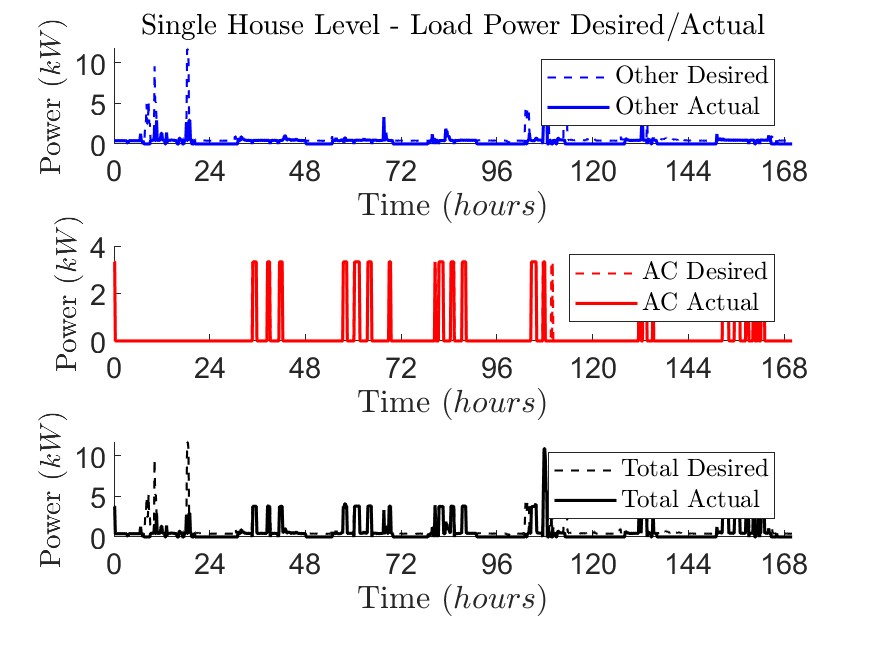 Single House Level - Load Power Desired/Actual
Power (kW)
10
5
0
Other Desired
Other Actual
0 24 48 72 96 120 144 168
Time (hours)
Power (kW)
4
2
0
AC Desired
AC Actual
0 24 48 72 96 120 144 168
Time (hours)
Power (kW)
10
5
0
Total Desired
Total Actual
0 24 48 72 96 120 144 168
Time (hours)